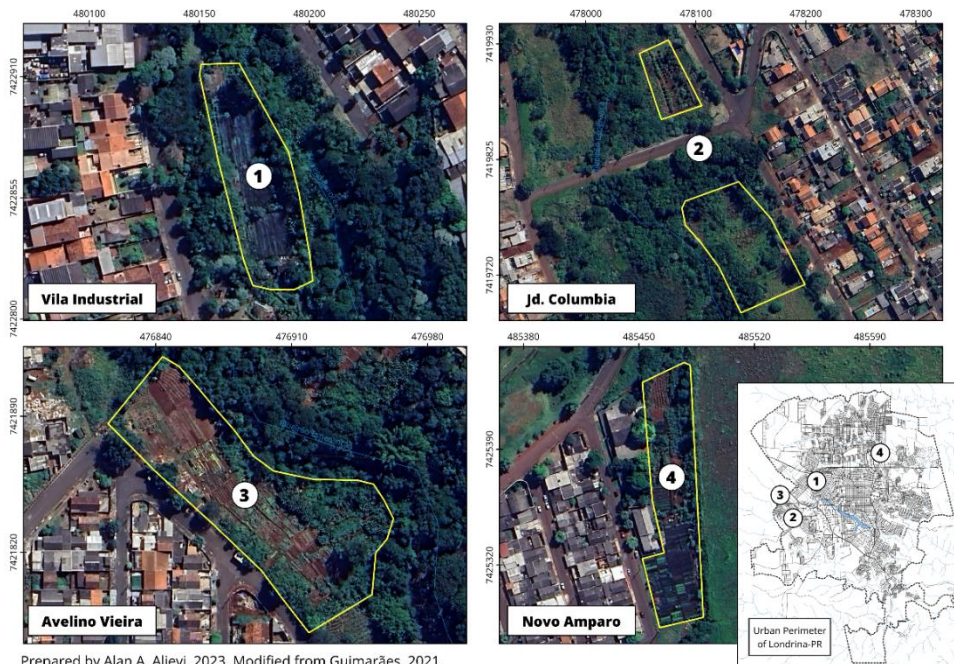 480100 480150 480200 480250
7422910
7422855
7422800
1
Vila Industrial
478000 478100 478200 478300
7419930
7419825
7419720
2
Jd. Columbia
476840 476910 476980
7421890
7421820
3
Avelino Vieira
485380 485450 485520 485590
7425390
7425320
4
Novo Amparo
4
1
3
2
Urban Perimeter
of Londrina-PR
Prepared by Alan A. Alievi, 2023. Modified from Guimarães, 2021